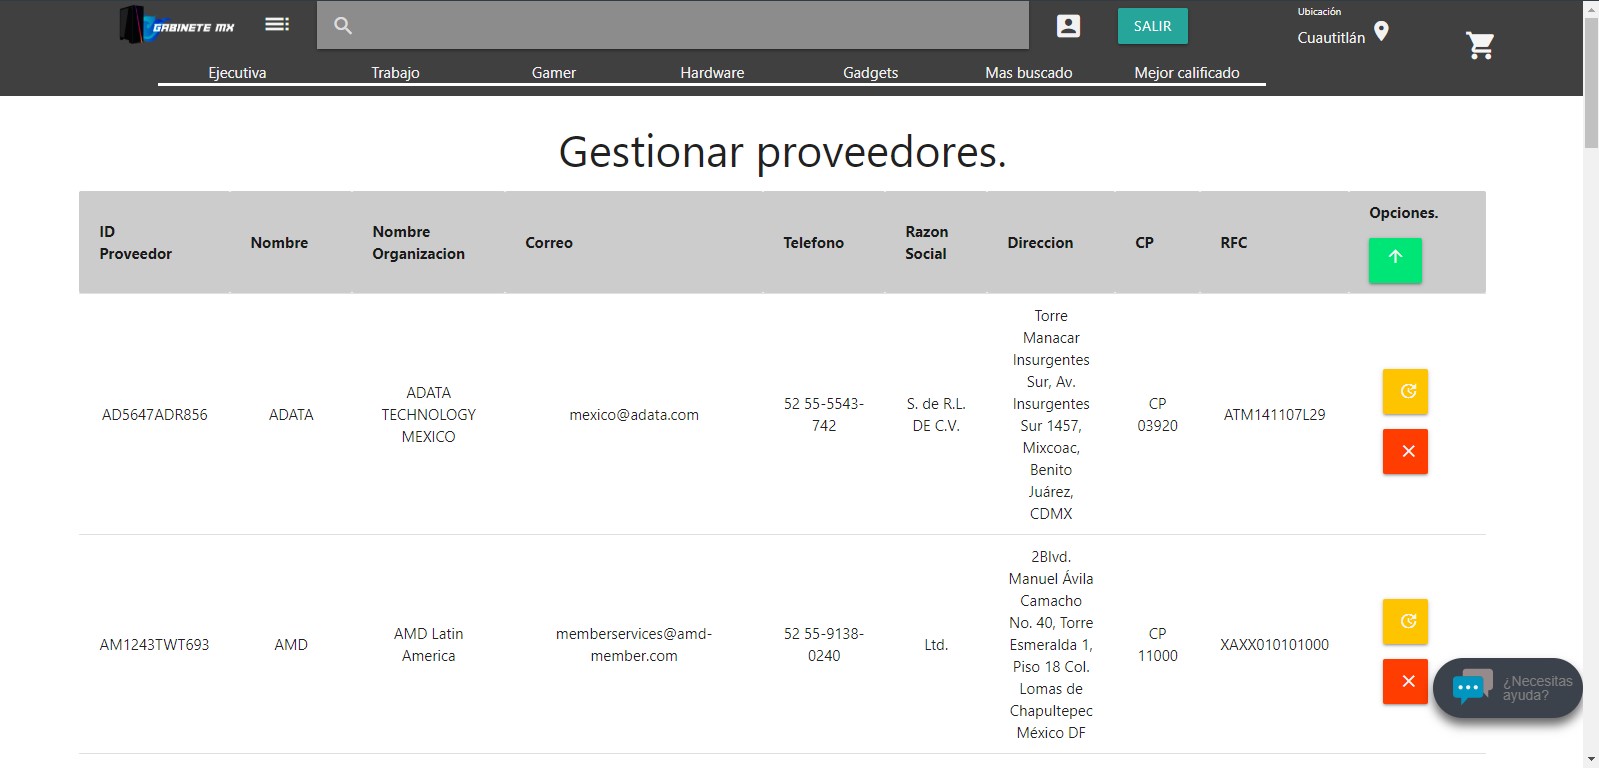 GABINETE MX
SALIR
Ubicación
Cuautitlán
Ejecutiva
Trabajo
Gamer
Hardware
Gadgets
Mas buscado
Mejor calificado
Gestionar proveedores.
ID
Proveedor
Nombre
Nombre
Organizacion
Correo
Telefono
Razon
Social
Direccion
CP
RFC
Opciones.
AD5647ADR856
ADATA
ADATA
TECHNOLOGY
MEXICO
mexico@adata.com
52 55-5543-
742
S. de R.L.
DE C.V.
Torre
Manacar
Insurgentes
Sur, Av.
Insurgentes
Sur 1457,
Mixcoac,
Benito
Juárez,
CDMX
CP
03920
ATM141107L29
AM1243TWT693
AMD
AMD Latin
America
memberservices@amd-
member.com
52 55-9138-
0240
Ltd.
2Blvd.
Manuel Ávila
Camacho
No. 40, Torre
Esmeralda 1,
Piso 18 Col.
Lomas de
Chapultepec
México DF
CP
11000
XAXX010101000
¿Necesitas
ayuda?